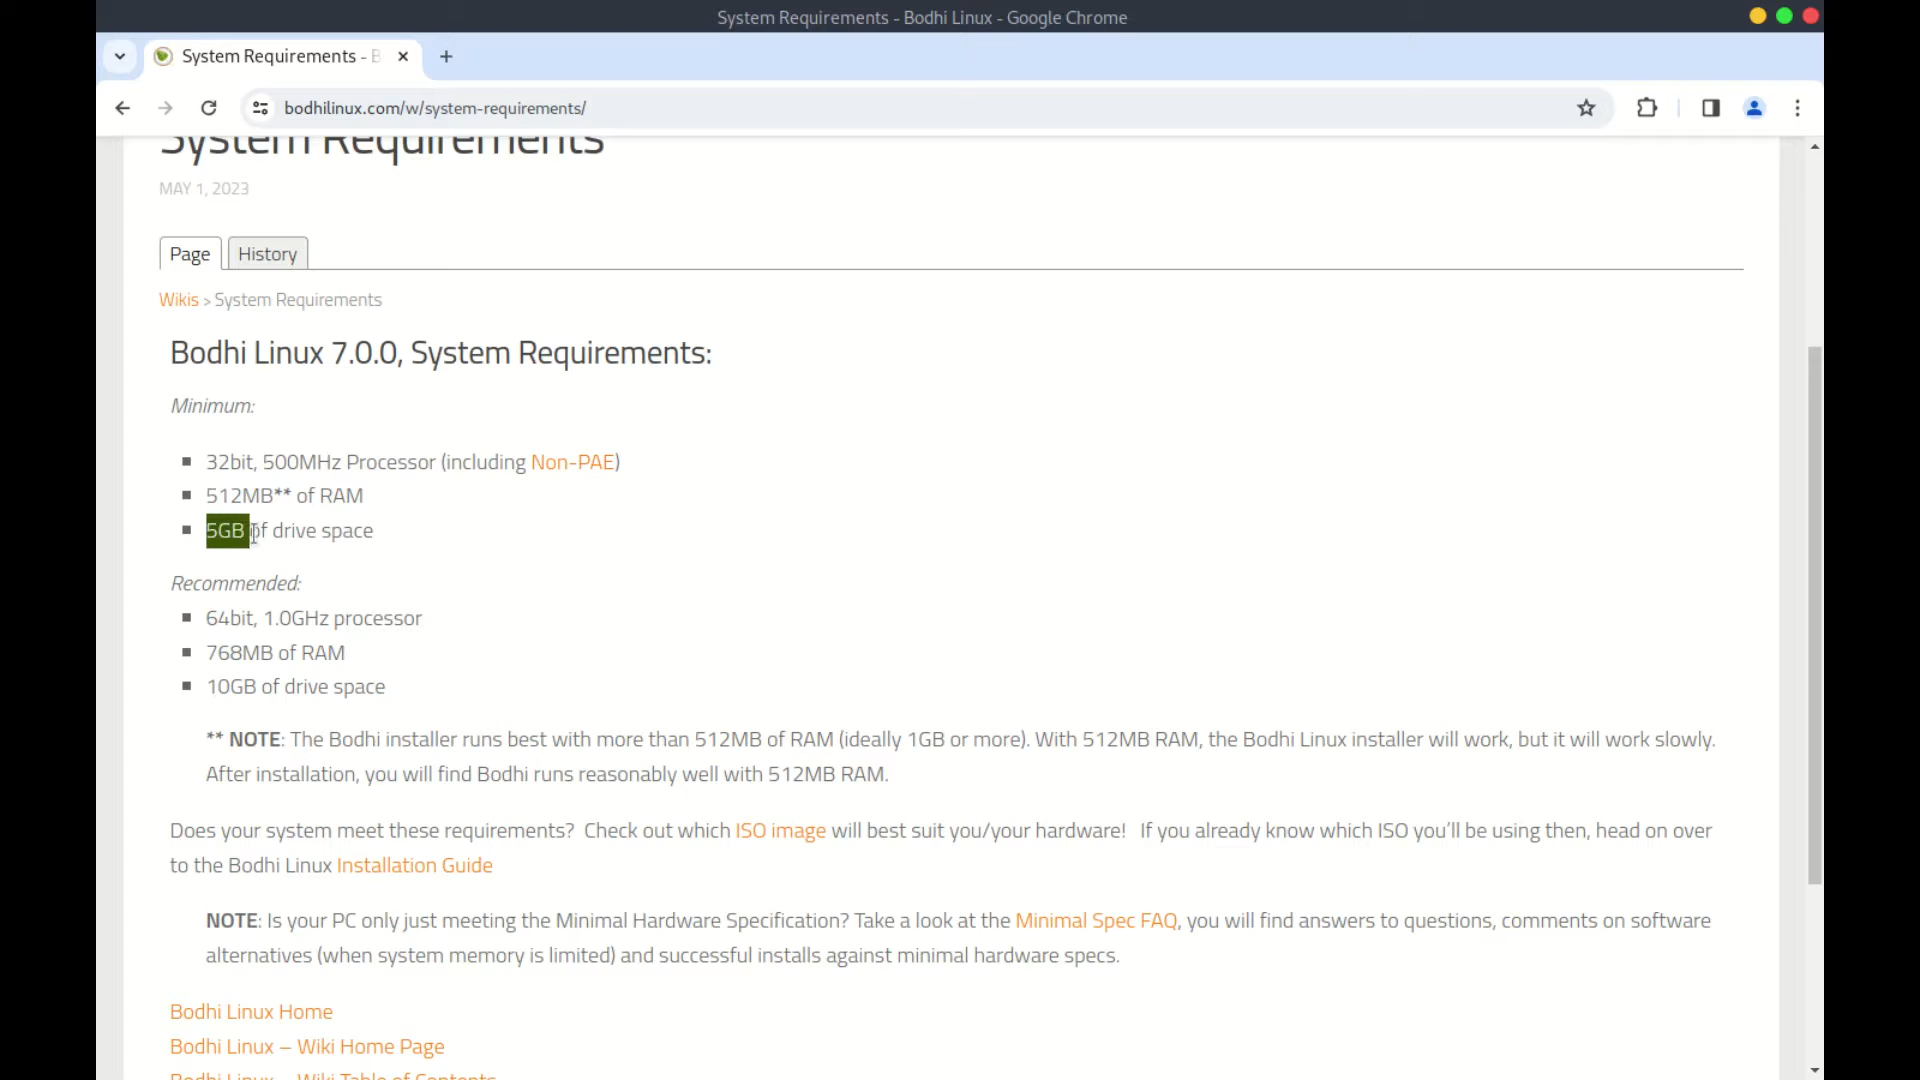 System Requirements - Bodhi Linux - Google Chrome
System Requirements - B
bodhilinux.com/w/system-requirements/
System Requirements
MAY 1, 2023
Page
History
Wikis > System Requirements
Bodhi Linux 7.0.0, System Requirements:
Minimum:
32bit, 500MHz Processor (including Non-PAE)
512MB** of RAM
5GB of drive space
Recommended:
64bit, 1.0GHz processor
768MB of RAM
10GB of drive space
** NOTE: The Bodhi installer runs best with more than 512MB of RAM (ideally 1GB or more). With 512MB RAM, the Bodhi Linux installer will work, but it will work slowly.
After installation, you will find Bodhi runs reasonably well with 512MB RAM.
Does your system meet these requirements?  Check out which ISO image will best suit you/your hardware!   If you already know which ISO you’ll be using then, head on over
to the Bodhi Linux Installation Guide
NOTE: Is your PC only just meeting the Minimal Hardware Specification? Take a look at the Minimal Spec FAQ, you will find answers to questions, comments on software
alternatives (when system memory is limited) and successful installs against minimal hardware specs.
Bodhi Linux Home
Bodhi Linux – Wiki Home Page
Bodhi Linux – Wiki Table of Contents